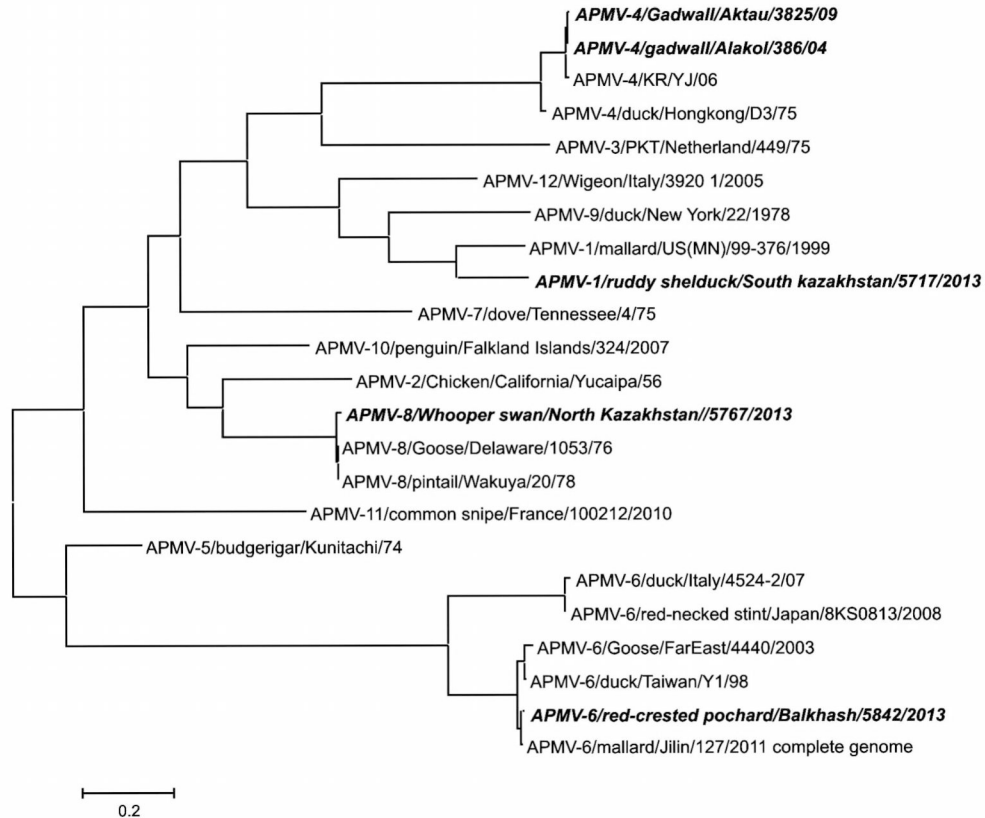 APMV-4/Gadwall/Aktau/3825/09
APMV-4/gadwall/Alakol/386/04
APMV-4/KR/YJ/06
APMV-4/duck/Hongkong/D3/75
APMV-3/PKT/Netherland/449/75
APMV-12/Wigeon/Italy/3920 1/2005
APMV-9/duck/New York/22/1978
APMV-1/mallard/US(MN)/99-376/1999
APMV-1/ruddy shelduck/South kazakhstan/5717/2013
APMV-7/dove/Tennessee/4/75
APMV-10/penguin/Falkland Islands/324/2007
APMV-2/Chicken/California/Yucaipa/56
APMV-8/Whooper swan/North Kazakhstan//5767/2013
APMV-8/Goose/Delaware/1053/76
APMV-8/pintail/Wakuya/20/78
APMV-11/common snipe/France/100212/2010
APMV-5/budgerigar/Kunitachi/74
APMV-6/duck/Italy/4524-2/07
APMV-6/red-necked stint/Japan/8KS0813/2008
APMV-6/Goose/FarEast/4440/2003
APMV-6/duck/Taiwan/Y1/98
APMV-6/red-crested pochard/Balkhash/5842/2013
APMV-6/mallard/Jilin/127/2011 complete genome
0.2